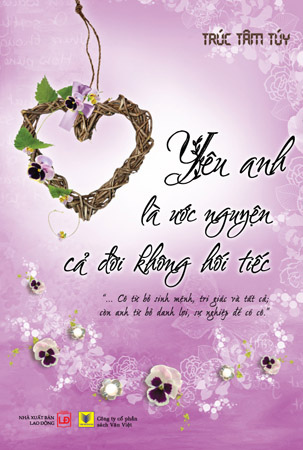 TRÚC TÂM TÚY
Yêu anh
là ước nguyện
cả đời không hối tiếc
"... Cô từ bỏ sinh mệnh, tri giác và tất cả;
còn anh từ bỏ danh lợi, sự nghiệp để có cô."
NHÀ XUẤT BẢN
LAO ĐỘNG
LĐ
Công ty cổ phần
sách Văn Việt